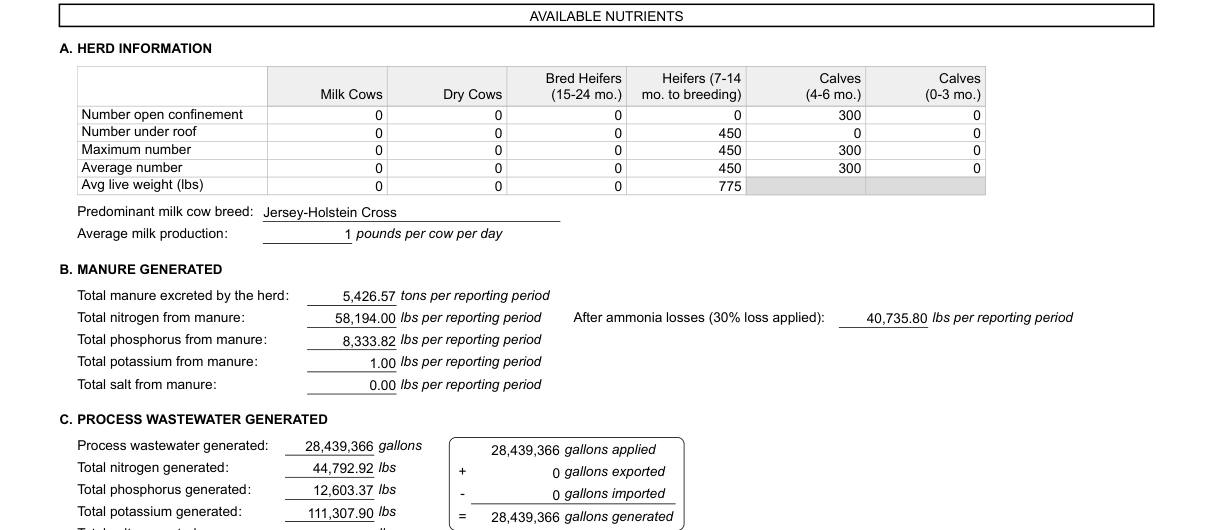 AVAILABLE NUTRIENTS
A. HERD INFORMATION
Milk Cows Dry Cows Bred Heifers (15-24 mo.) Heifers (7-14 mo. to breeding) Calves (4-6 mo.) Calves (0-3 mo.)
Number open confinement 0 0 0 0 300 0
Number under roof 0 0 0 450 0 0
Maximum number 0 0 0 450 300 0
Average number 0 0 0 450 300 0
Avg live weight (lbs) 0 0 0 775
Predominant milk cow breed: Jersey-Holstein Cross
Average milk production: 1 pounds per cow per day
B. MANURE GENERATED
Total manure excreted by the herd: 5,426.57 tons per reporting period
Total nitrogen from manure: 58,194.00 lbs per reporting period After ammonia losses (30% loss applied): 40,735.80 lbs per reporting period
Total phosphorus from manure: 8,333.82 lbs per reporting period
Total potassium from manure: 1.00 lbs per reporting period
Total salt from manure: 0.00 lbs per reporting period
C. PROCESS WASTEWATER GENERATED
Process wastewater generated: 28,439,366 gallons 28,439,366 gallons applied
Total nitrogen generated: 44,792.92 lbs + 0 gallons exported
Total phosphorus generated: 12,603.37 lbs - 0 gallons imported
Total potassium generated: 111,307.90 lbs = 28,439,366 gallons generated